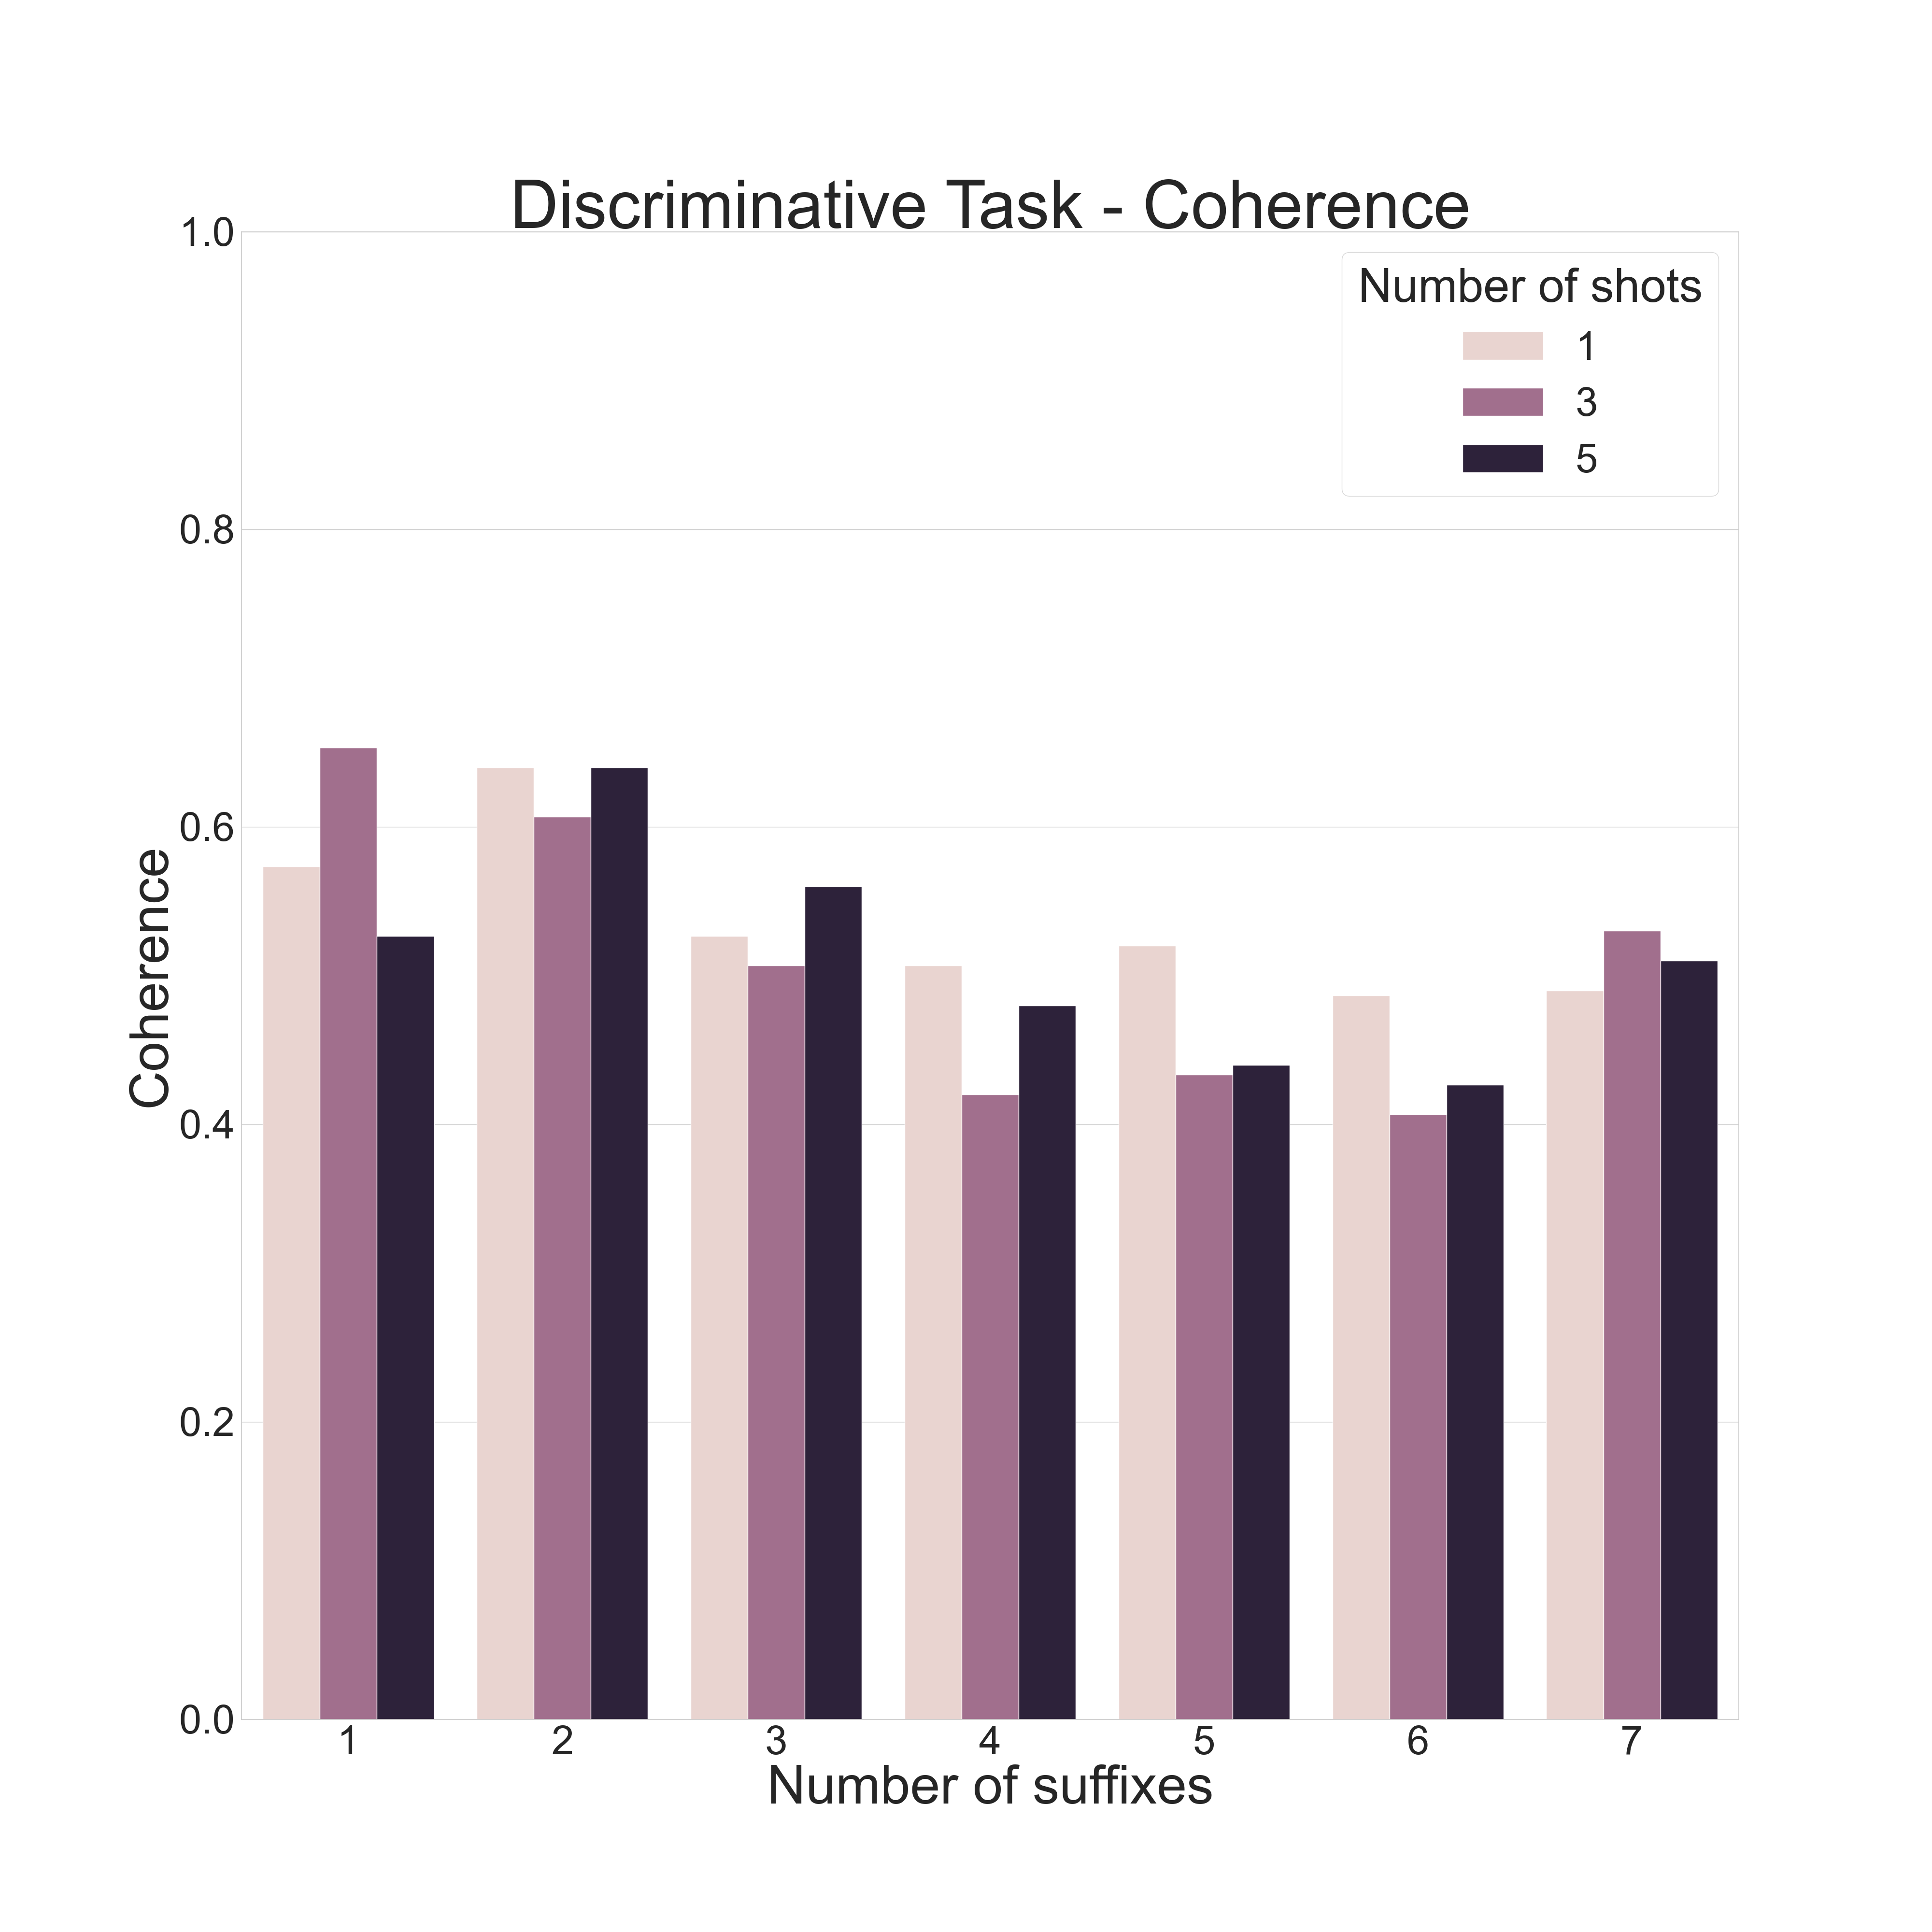 Discriminative Task - Coherence
1.0
0.8
0.6
0.4
0.2
0.0
Coherence
Number of shots
1
3
5
1 2 3 4 5 6 7
Number of suffixes